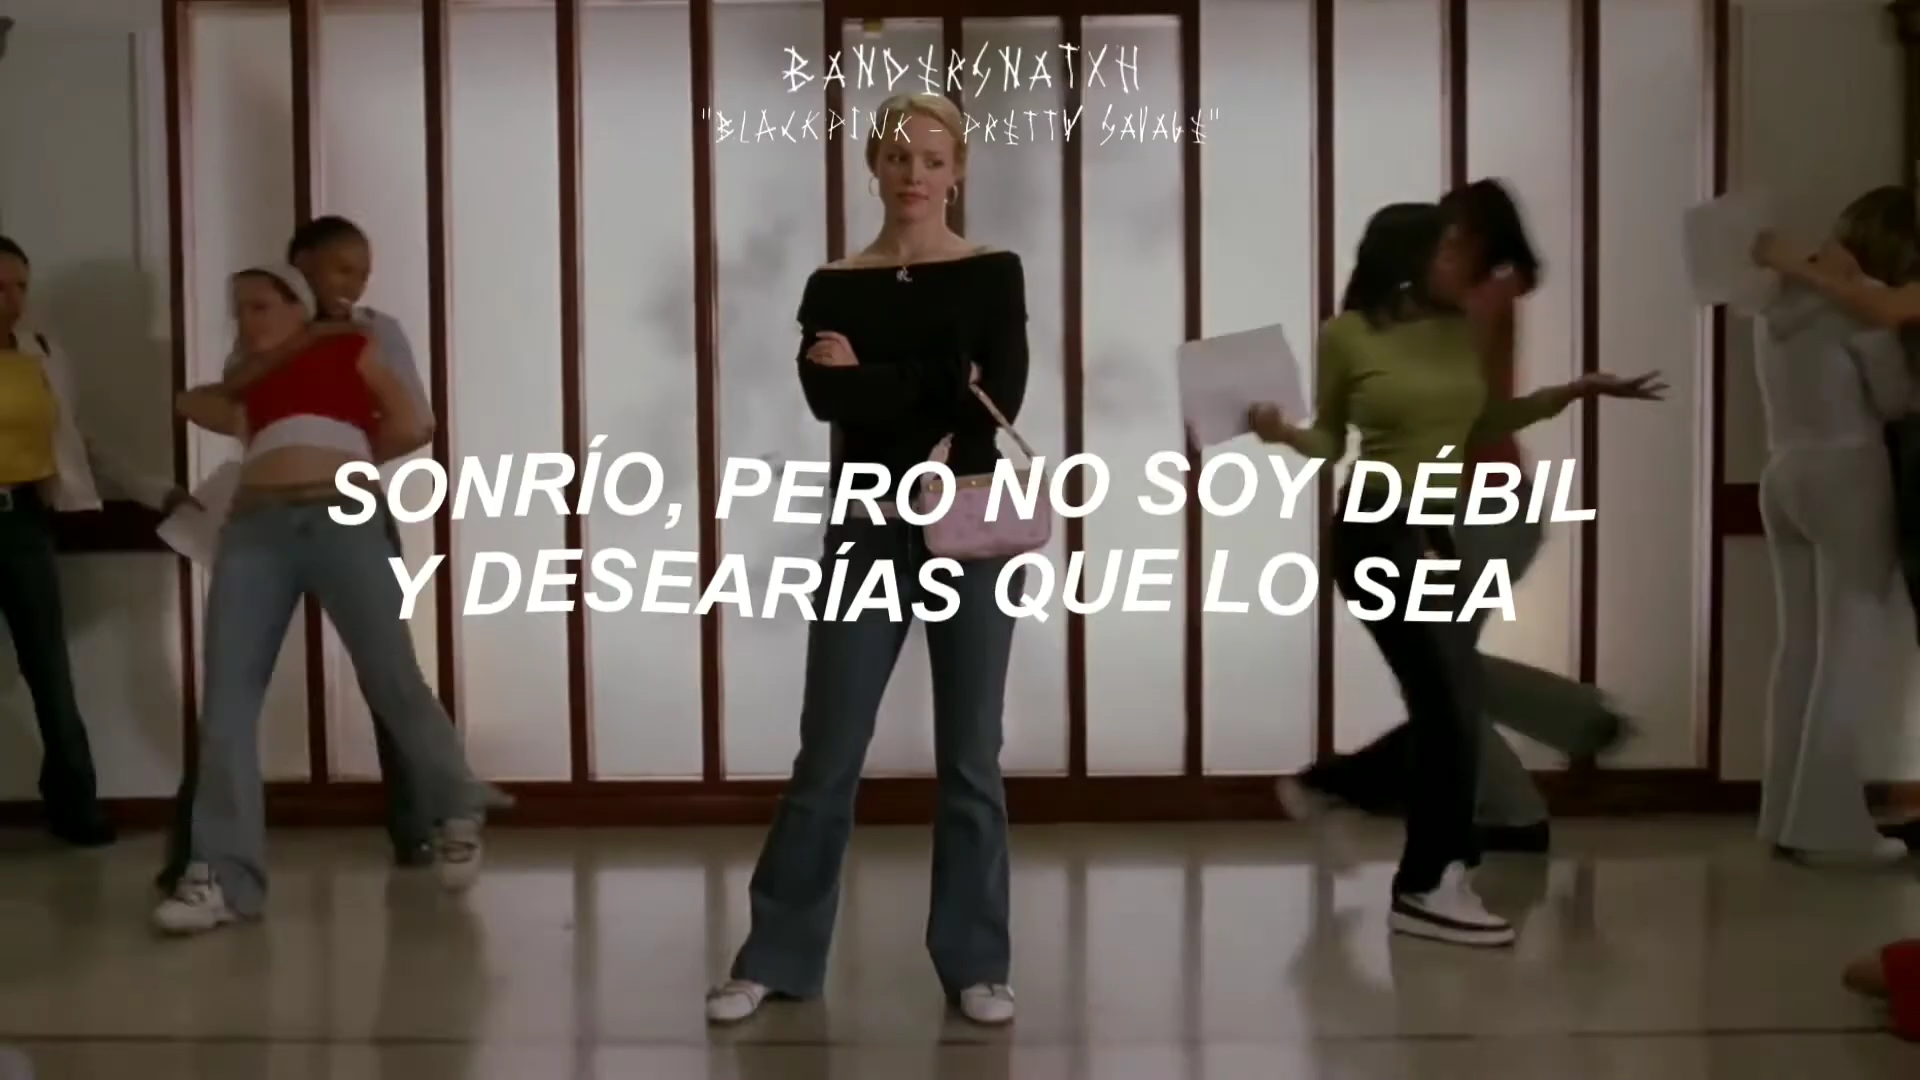 BANDERSNATXH
"BLACKPINK - PRETTY SAVAGE"
SONRÍO, PERO NO SOY DÉBIL
Y DESEARÍAS QUE LO SEA